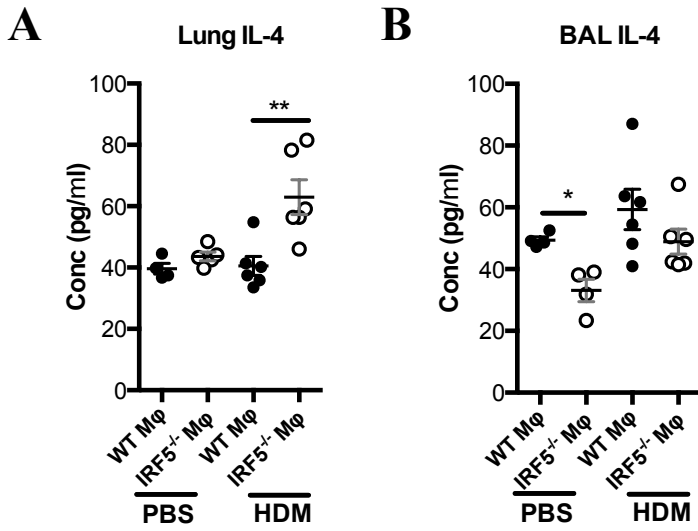 A
Lung IL-4
**
Conc (pg/ml)
100
80
60
40
20
0
WT Mφ
IRF5-/- Mφ
WT Mφ
IRF5-/- Mφ
PBS
HDM
B
BAL IL-4
*
Conc (pg/ml)
100
80
60
40
20
0
WT Mφ
IRF5-/- Mφ
WT Mφ
IRF5-/- Mφ
PBS
HDM